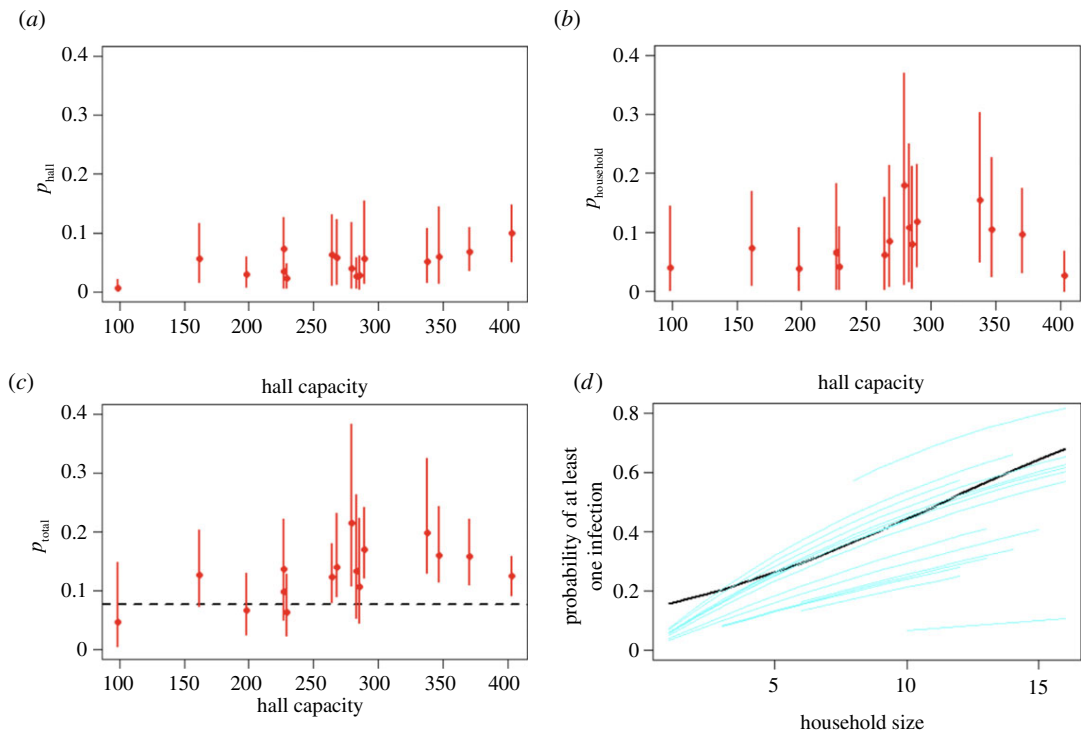 (a)
(b)
0.4
0.3
0.2
0.1
0
p_hall
100 150 200 250 300 350 400
hall capacity
0.4
0.3
0.2
0.1
0
p_household
100 150 200 250 300 350 400
hall capacity
(c)
(d)
0.4
0.3
0.2
0.1
0
p_total
100 150 200 250 300 350 400
hall capacity
0.8
0.6
0.4
0.2
0
probability of at least
one infection
5 10 15
household size